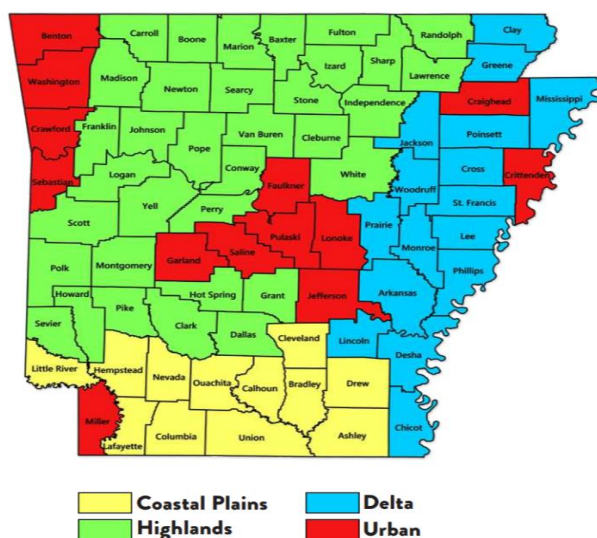 Benton Carroll Boone Marion Baxter Fulton Randolph Clay
Izard Sharp Greene
Washington Madison Newton Searcy Stone Lawrence Craighead Mississippi
Independence
Crawford Franklin Johnson Pope Van Buren Cleburne Jackson Poinsett
Logan Conway White Cross Crittenden
Sebastian Faulkner Woodruff
Yell Perry St. Francis
Scott Pulaski Lonoke Prairie
Saline Monroe Lee
Polk Montgomery Garland Phillips
Howard Hot Spring Grant Jefferson Arkansas
Pike
Sevier Clark Dallas Cleveland Lincoln Desha
Little River Hempstead Nevada Ouachita Calhoun Bradley Drew
Miller Lafayette Columbia Union Ashley Chicot
Coastal Plains Delta
Highlands Urban